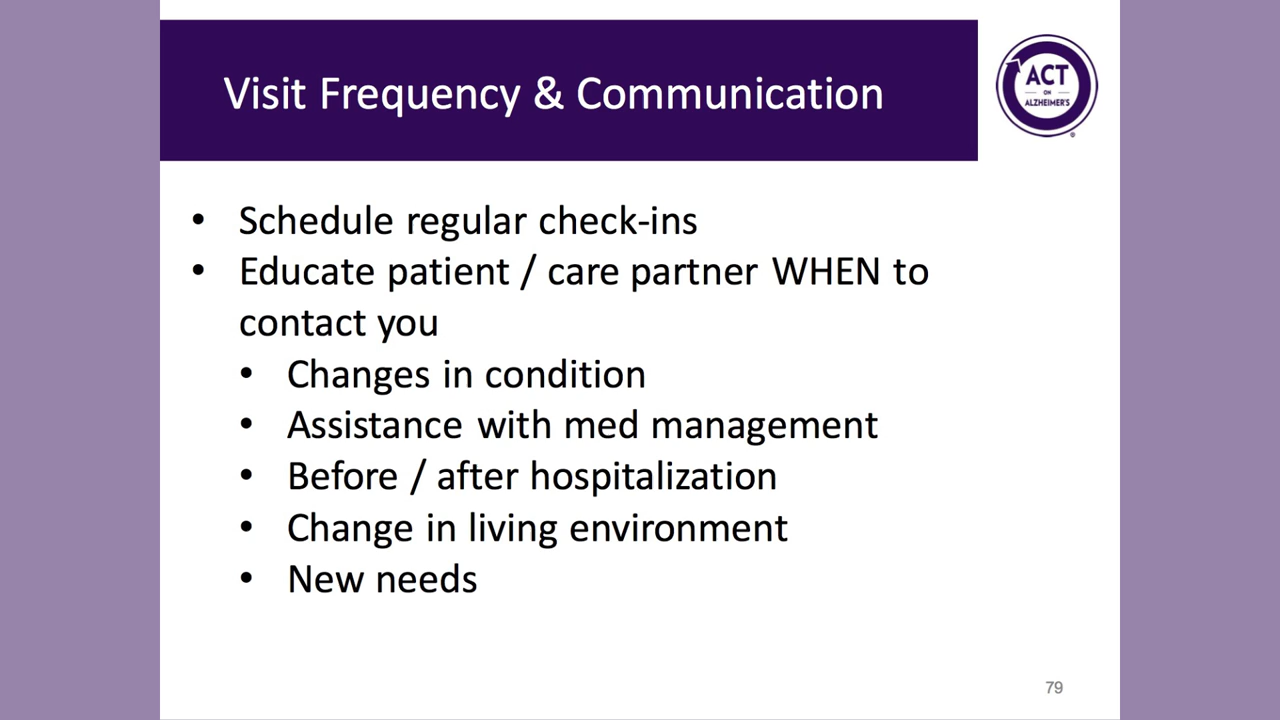 Visit Frequency & Communication
ACT
ON
ALZHEIMER'S
®
• Schedule regular check-ins
• Educate patient / care partner WHEN to
contact you
• Changes in condition
• Assistance with med management
• Before / after hospitalization
• Change in living environment
• New needs
79